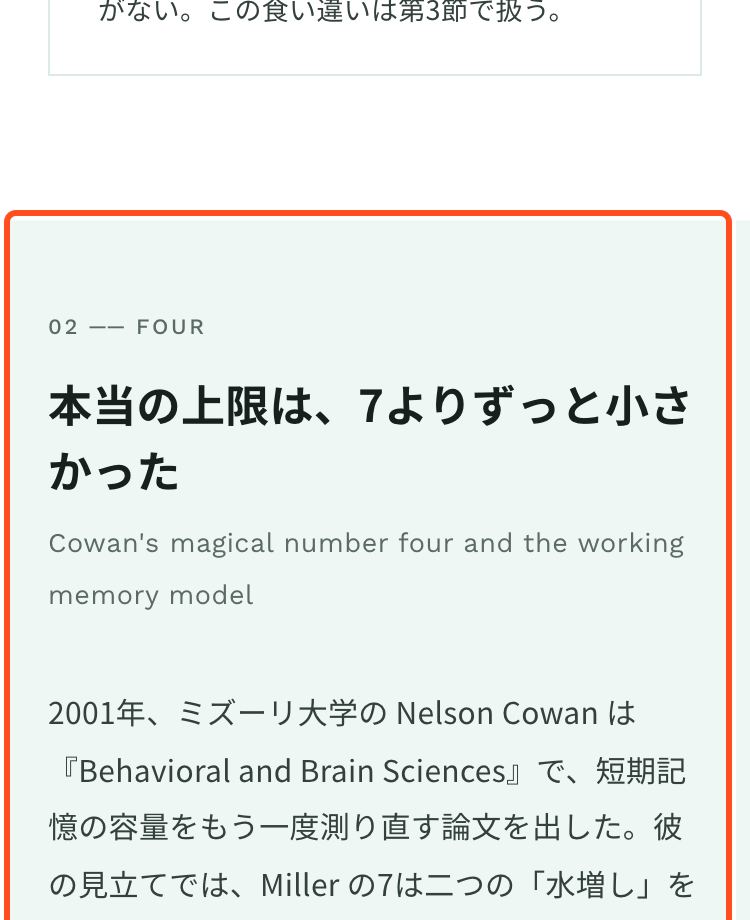 がない。この食い違いは第3節で扱う。
02 —— FOUR
本当の上限は、7よりずっと小さ
かった
Cowan's magical number four and the working
memory model
2001年、ミズーリ大学の Nelson Cowan は
『Behavioral and Brain Sciences』で、短期記
憶の容量をもう一度測り直す論文を出した。彼
の見立てでは、Miller の7は二つの「水増し」を